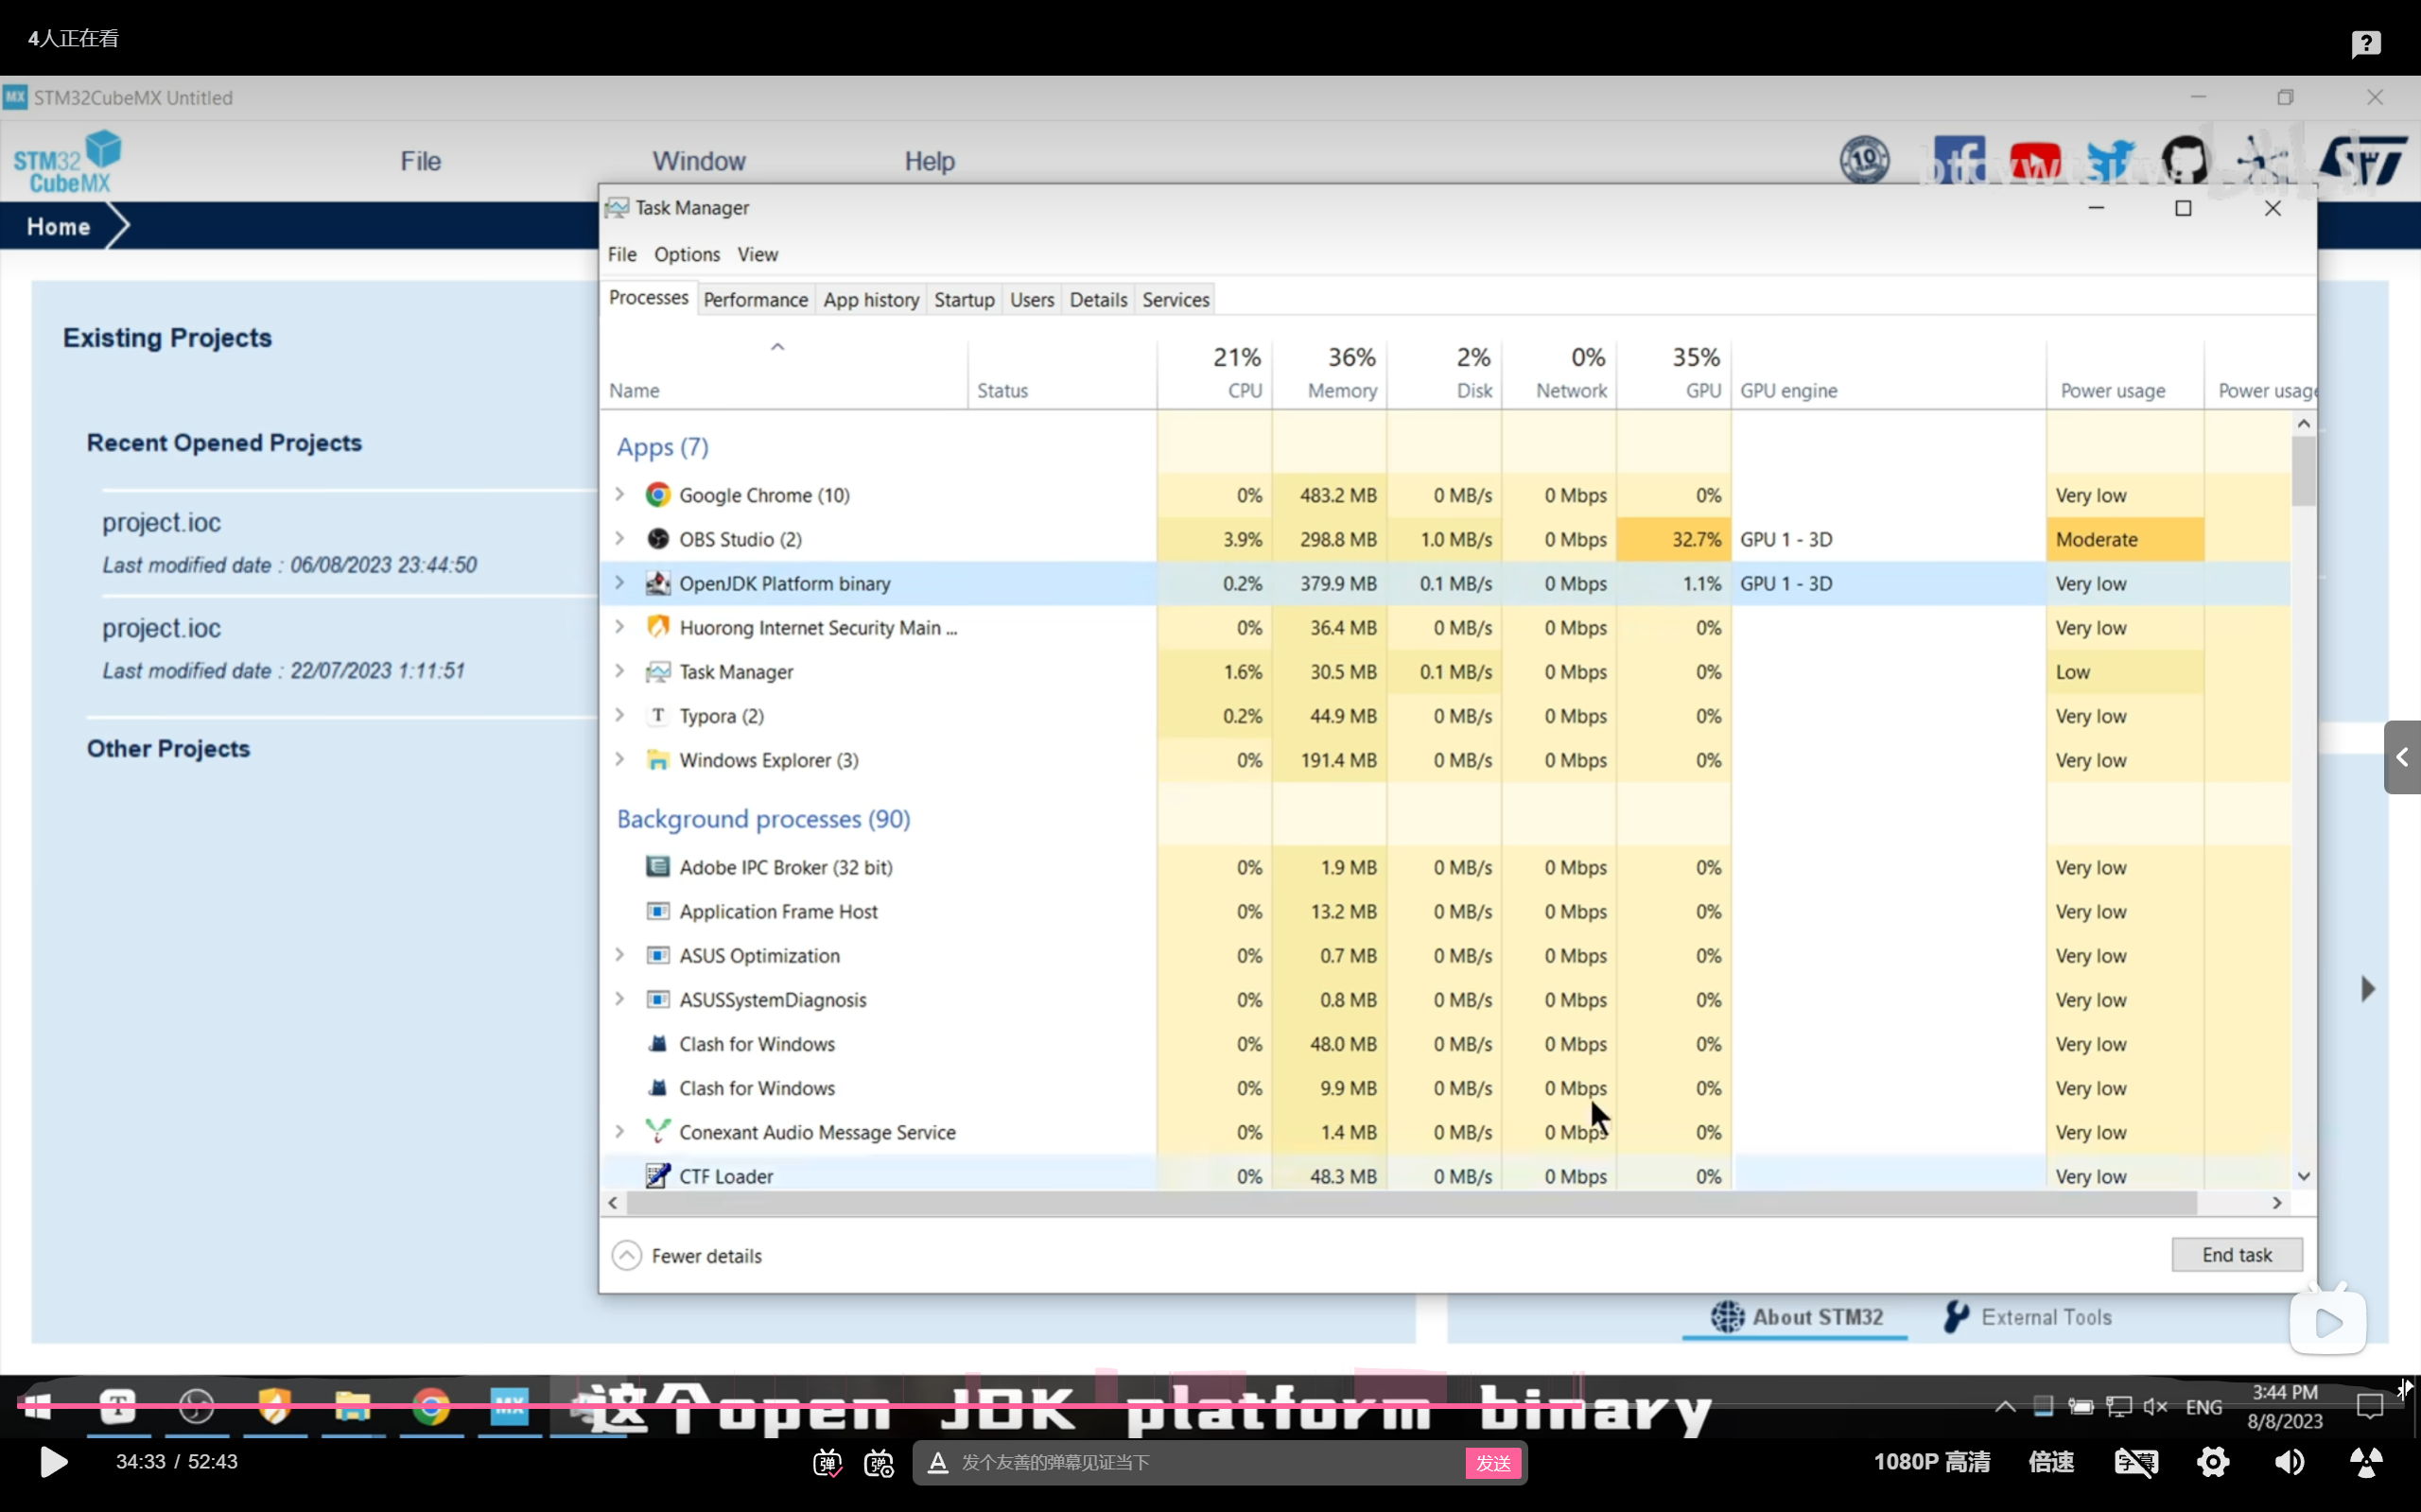 4人正在看
MX STM32CubeMX Untitled
STM32
CubeMX
File Window Help
10
Home
Task Manager
File Options View
Processes Performance App history Startup Users Details Services
21% 36% 2% 0% 35%
Name Status CPU Memory Disk Network GPU GPU engine Power usage Power usage
Apps (7)
Google Chrome (10) 0% 483.2 MB 0 MB/s 0 Mbps 0% Very low
OBS Studio (2) 3.9% 298.8 MB 1.0 MB/s 0 Mbps 32.7% GPU 1 - 3D Moderate
OpenJDK Platform binary 0.2% 379.9 MB 0.1 MB/s 0 Mbps 1.1% GPU 1 - 3D Very low
Huorong Internet Security Main ... 0% 36.4 MB 0 MB/s 0 Mbps 0% Very low
Task Manager 1.6% 30.5 MB 0.1 MB/s 0 Mbps 0% Low
Typora (2) 0.2% 44.9 MB 0 MB/s 0 Mbps 0% Very low
Windows Explorer (3) 0% 191.4 MB 0 MB/s 0 Mbps 0% Very low
Background processes (90)
Adobe IPC Broker (32 bit) 0% 1.9 MB 0 MB/s 0 Mbps 0% Very low
Application Frame Host 0% 13.2 MB 0 MB/s 0 Mbps 0% Very low
ASUS Optimization 0% 0.7 MB 0 MB/s 0 Mbps 0% Very low
ASUSSystemDiagnosis 0% 0.8 MB 0 MB/s 0 Mbps 0% Very low
Clash for Windows 0% 48.0 MB 0 MB/s 0 Mbps 0% Very low
Clash for Windows 0% 9.9 MB 0 MB/s 0 Mbps 0% Very low
Conexant Audio Message Service 0% 1.4 MB 0 MB/s 0 Mbps 0% Very low
CTF Loader 0% 48.3 MB 0 MB/s 0 Mbps 0% Very low
Fewer details End task
Existing Projects
Recent Opened Projects
project.ioc
Last modified date : 06/08/2023 23:44:50
project.ioc
Last modified date : 22/07/2023 1:11:51
Other Projects
About STM32 External Tools
这个open JDK platform binary
ENG
3:44 PM
8/8/2023
34:33 / 52:43
弹 弹
发个友善的弹幕见证当下
发送
1080P 高清 倍速 字幕